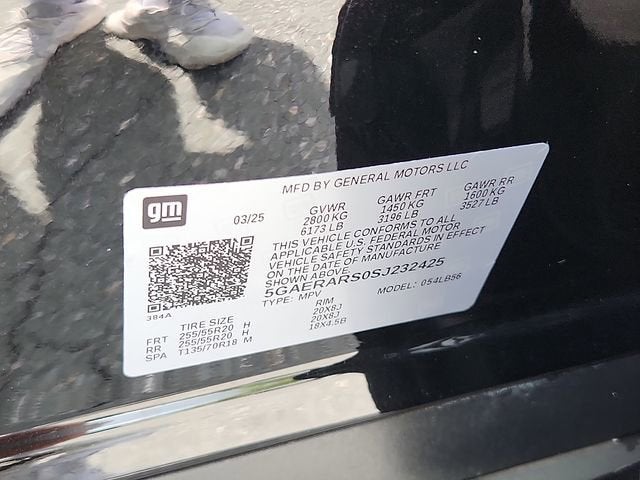 MFD BY GENERAL MOTORS LLC
gm
03/25
GVWR GAWR FRT GAWR RR
2800 KG 1450 KG 1600 KG
6173 LB 3196 LB 3527 LB
THIS VEHICLE CONFORMS TO ALL
APPLICABLE U.S. FEDERAL MOTOR
VEHICLE SAFETY STANDARDS IN EFFECT
ON THE DATE OF MANUFACTURE
SHOWN ABOVE.
5GAERARS0SJ232425
TYPE: MPV MODEL: 054LB56
384A
TIRE SIZE RIM
FRT 255/55R20 H 20X8J
RR 255/55R20 H 20X8J
SPA T135/70R18 M 18X4.5B